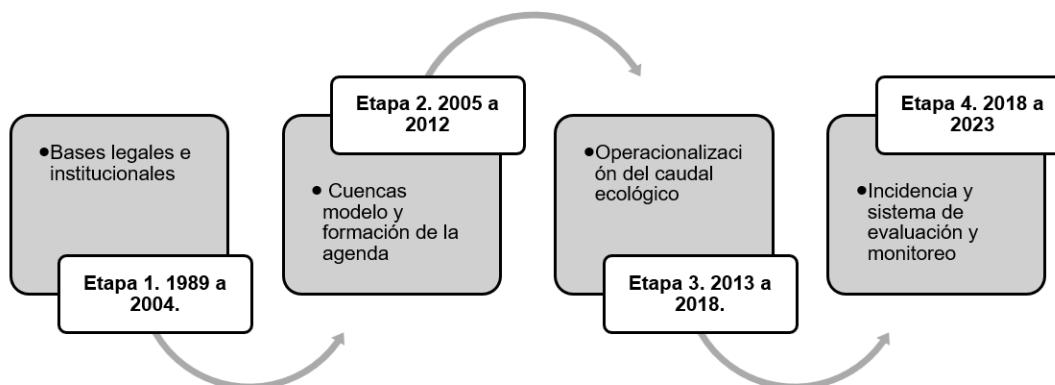 ●Bases legales e
institucionales
Etapa 1. 1989 a
2004.
Etapa 2. 2005 a
2012
● Cuencas
modelo y
formación de la
agenda
●Operacionalizaci
ón del caudal
ecológico
Etapa 3. 2013 a
2018.
Etapa 4. 2018 a
2023
●Incidencia y
sistema de
evaluación y
monitoreo